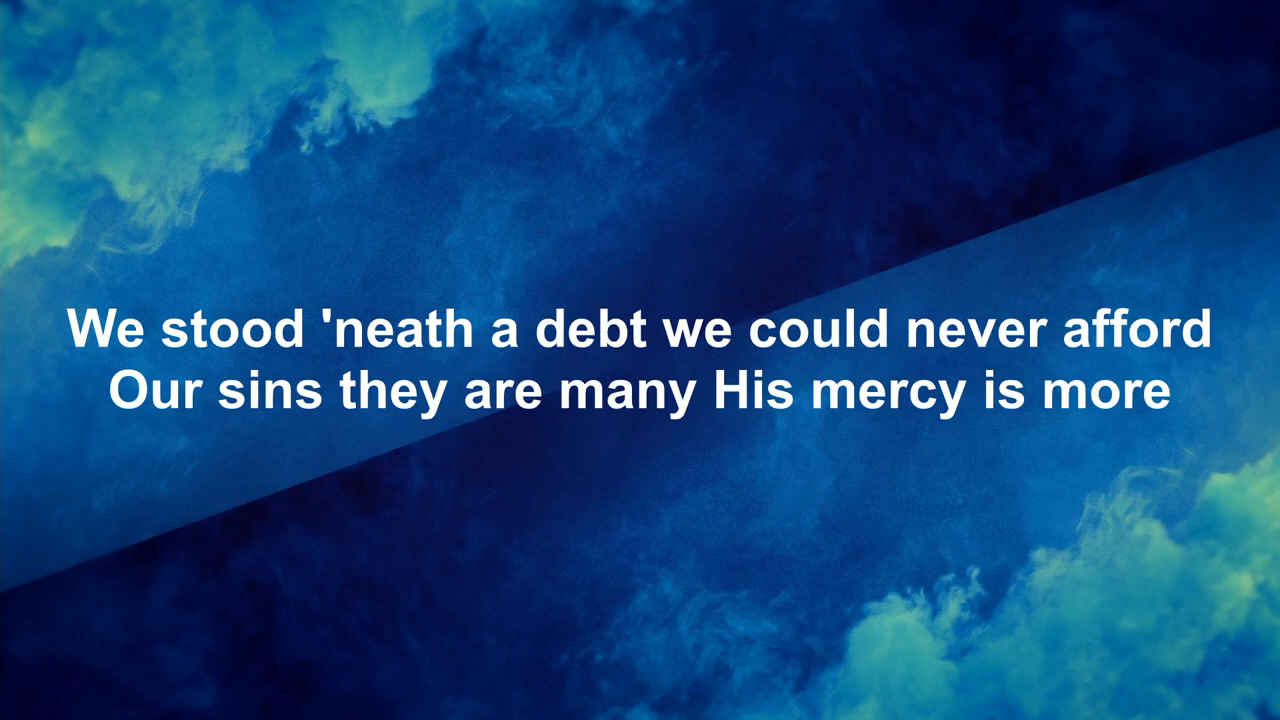 We stood 'neath a debt we could never afford
Our sins they are many His mercy is more